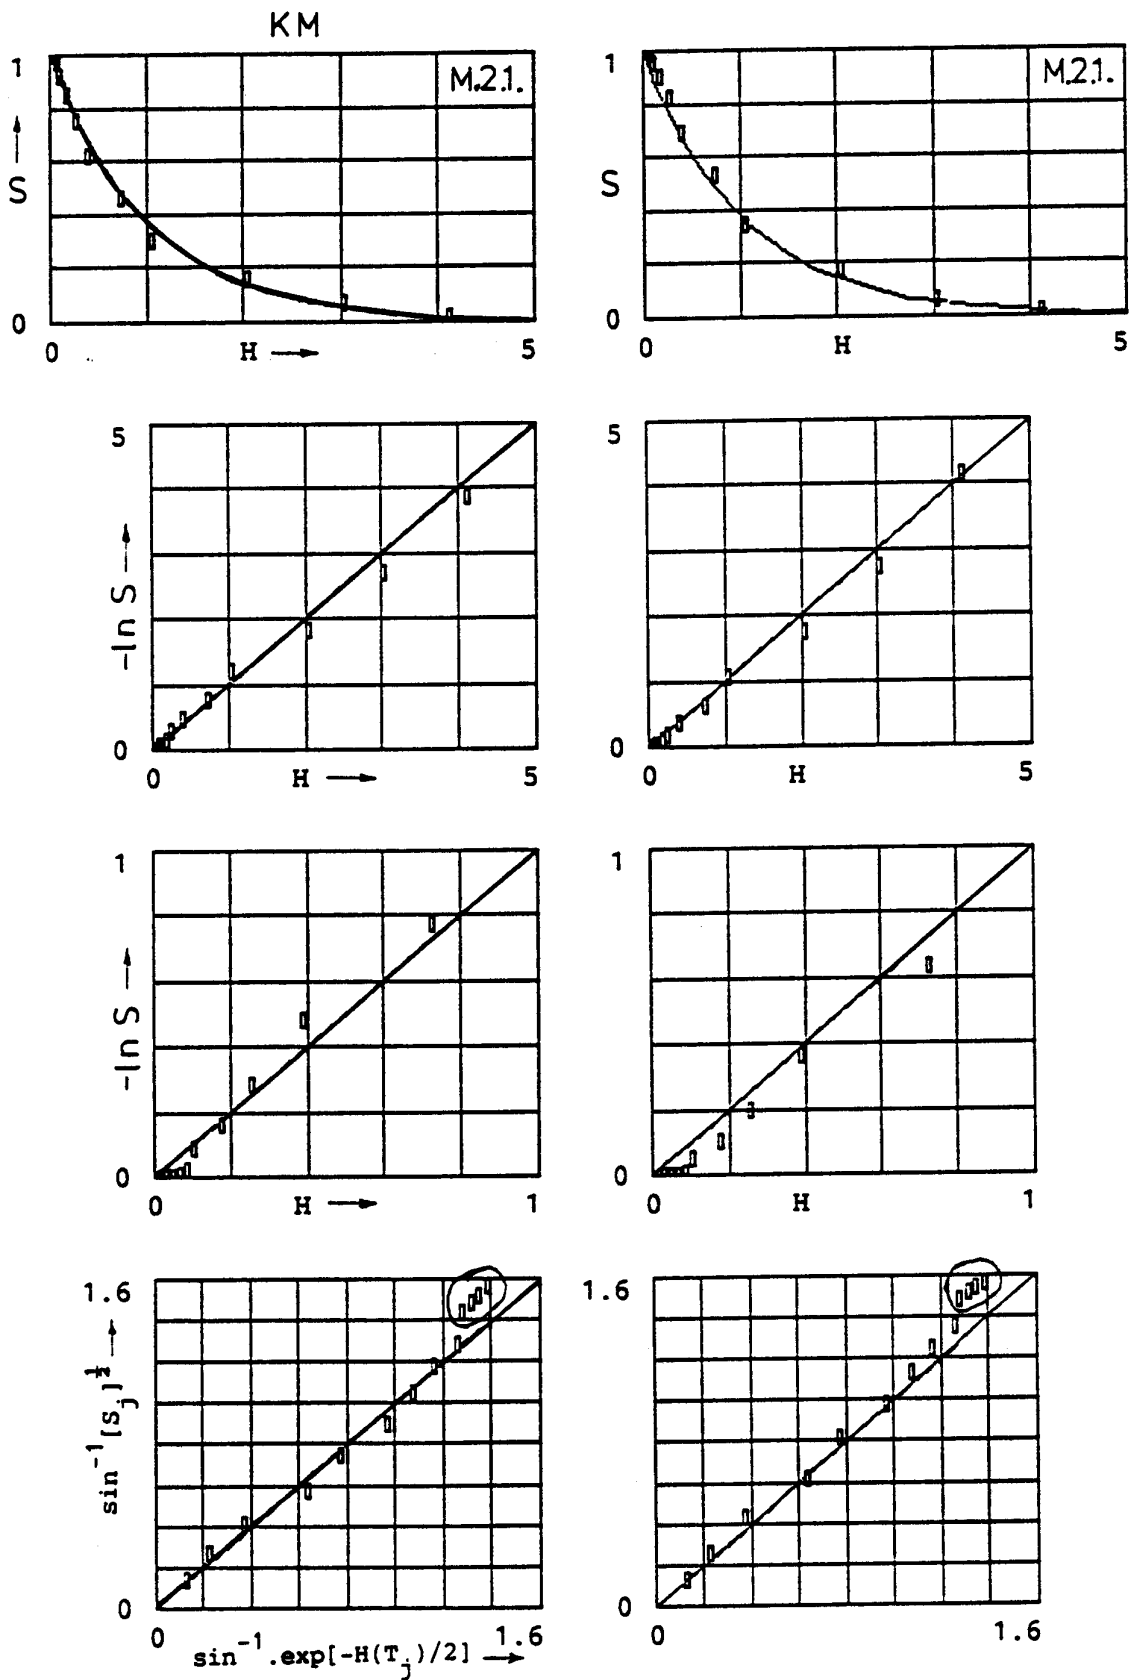 KM
1 M.2.1. 1 M.2.1.
S → S
0 0
0 H → 5 0 H 5
5 5
-ln S →
0 0
0 H → 5 0 H 5
1 1
-ln S →
0 0
0 H → 1 0 H 1
1.6 1.6
sin⁻¹[Sⱼ]^½ →
0 0
0 1.6 0 1.6
sin⁻¹.exp[-H(Tⱼ)/2] →